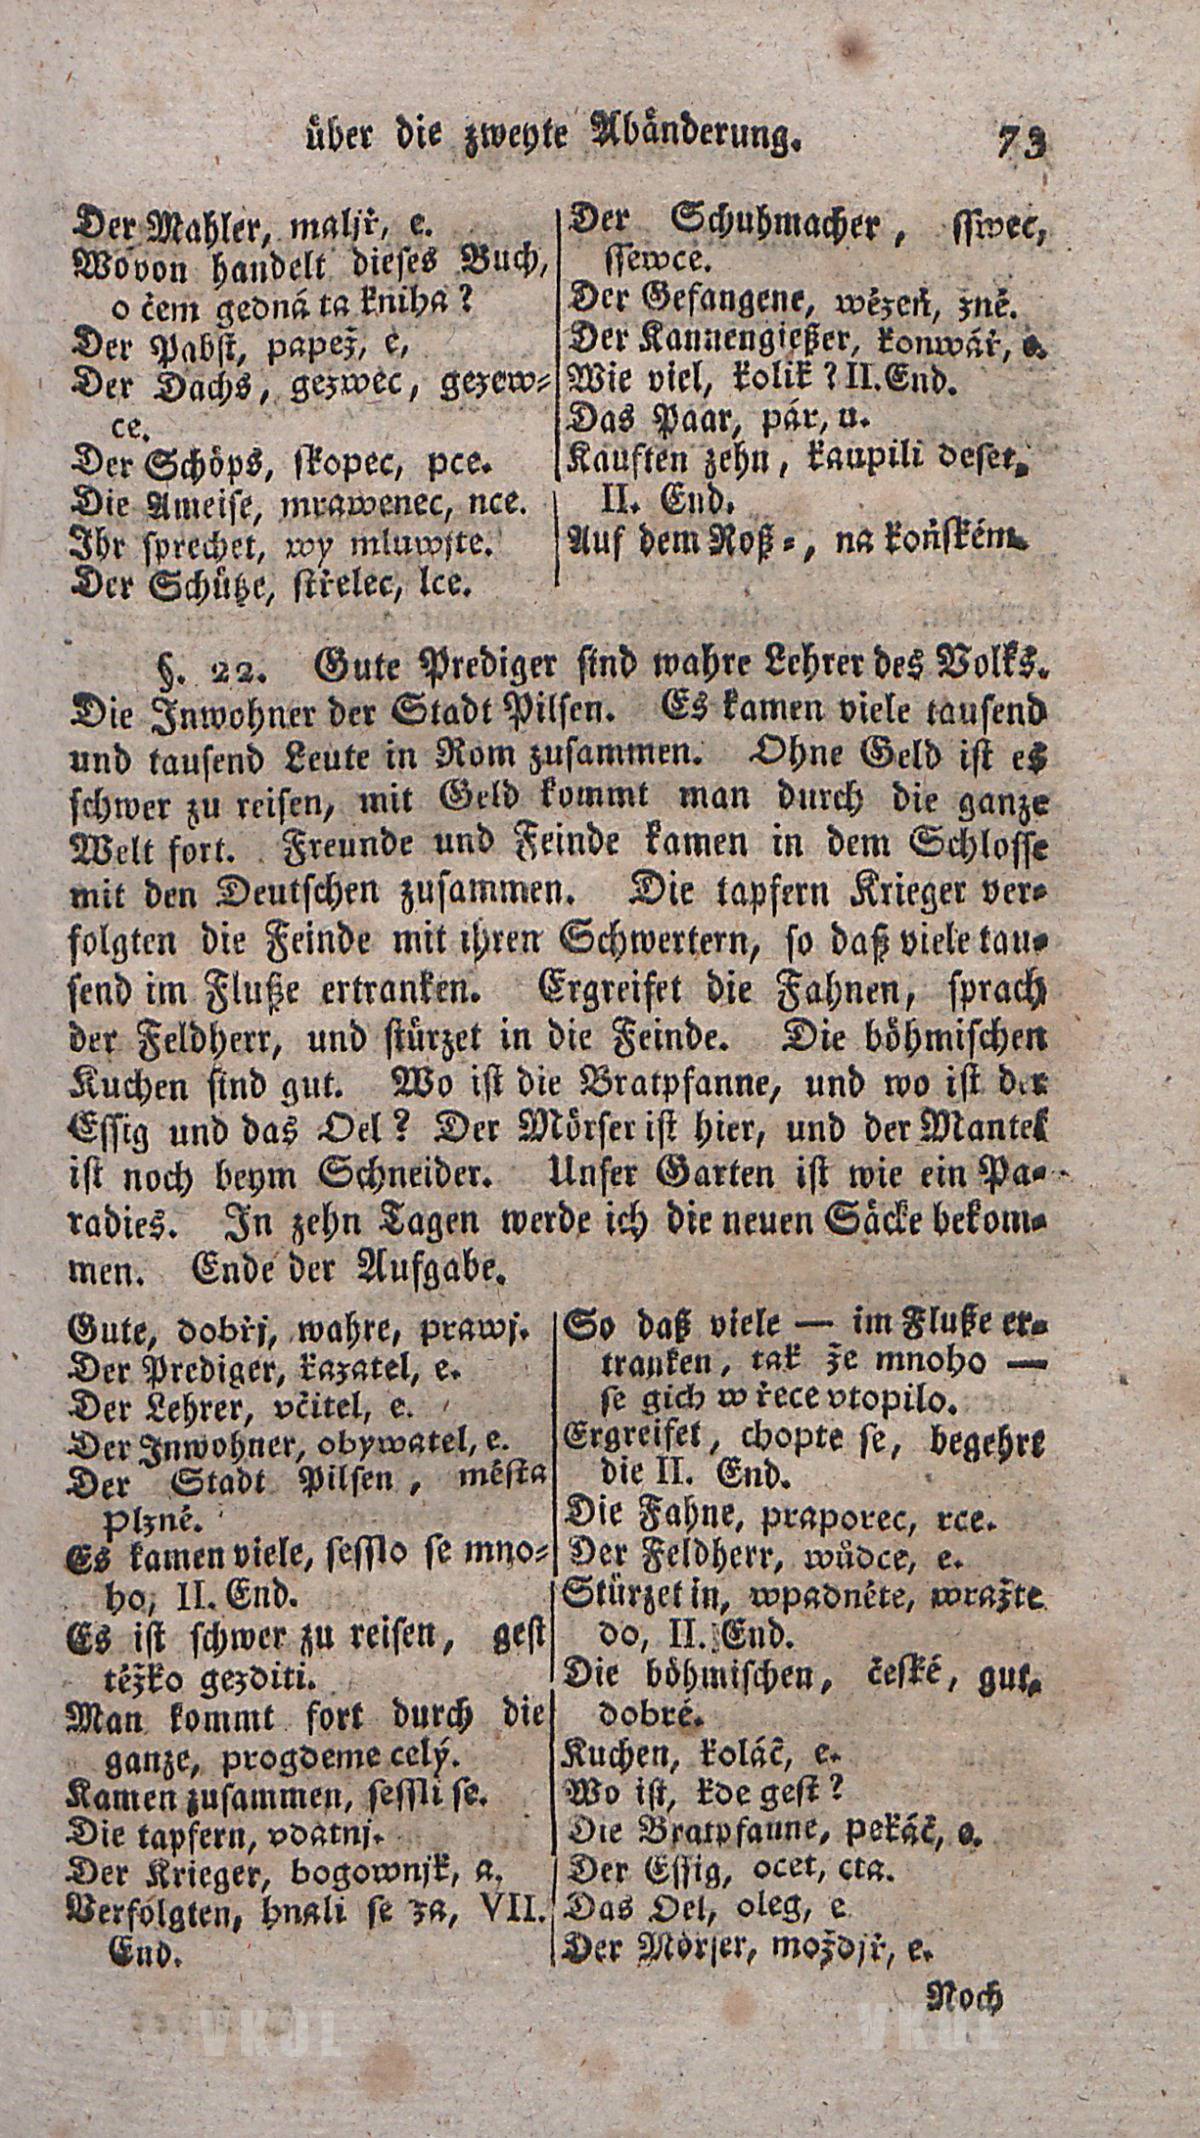 über die zweyte Abänderung. 73
Der Mahler, maljř, e.
Wovon handelt dieses Buch,
o čem gedná ta kniha?
Der Pabst, papež, e,
Der Dachs, gezwec, gezew-
ce.
Der Schöps, skopec, pce.
Die Ameise, mrawenec, nce.
Ihr sprechet, wy mluwjte.
Der Schütze, střelec, lce.
Der Schuhmacher, sswec,
ssewce.
Der Gefangene, wězeň, zně.
Der Kannengießer, konwář, e.
Wie viel, kolik? II. End.
Das Paar, pár, u.
Kauften zehn, kaupili deset,
II. End.
Auf dem Roß-, na koňském.
§. 22. Gute Prediger sind wahre Lehrer des Volks.
Die Inwohner der Stadt Pilsen. Es kamen viele tausend
und tausend Leute in Rom zusammen. Ohne Geld ist es
schwer zu reisen, mit Geld kommt man durch die ganze
Welt fort. Freunde und Feinde kamen in dem Schlosse
mit den Deutschen zusammen. Die tapfern Krieger ver-
folgten die Feinde mit ihren Schwertern, so daß viele tau-
send im Fluße ertranken. Ergreifet die Fahnen, sprach
der Feldherr, und stürzet in die Feinde. Die böhmischen
Kuchen sind gut. Wo ist die Bratpfanne, und wo ist der
Essig und das Oel? Der Mörser ist hier, und der Mantel
ist noch beym Schneider. Unser Garten ist wie ein Pa-
radies. In zehn Tagen werde ich die neuen Säcke bekom-
men. Ende der Aufgabe.
Gute, dobřj, wahre, prawj.
Der Prediger, kazatel, e.
Der Lehrer, včitel, e.
Der Inwohner, obywatel, e.
Der Stadt Pilsen, města
plzně.
Es kamen viele, sesslo se mno-
ho, II. End.
Es ist schwer zu reisen, gest
těžko gezditi.
Man kommt fort durch die
ganze, progdeme celý.
Kamen zusammen, sessli se.
Die tapfern, vdatnj.
Der Krieger, bogownjk, a.
Verfolgten, hnali se za, VII.
End.
So daß viele — im Fluße er-
tranken, tak že mnoho —
se gich w řece vtopilo.
Ergreifet, chopte se, begehrt
die II. End.
Die Fahne, praporec, rce.
Der Feldherr, wůdce, e.
Stürzet in, wpadněte, wražte
do, II. End.
Die böhmischen, české, gut,
dobré.
Kuchen, koláč, e.
Wo ist, kde gest?
Die Bratpfanne, pekáč, e.
Der Essig, ocet, cta.
Das Oel, oleg, e
Der Mörser, moždjř, e.
Noch
VKOL
VKOL